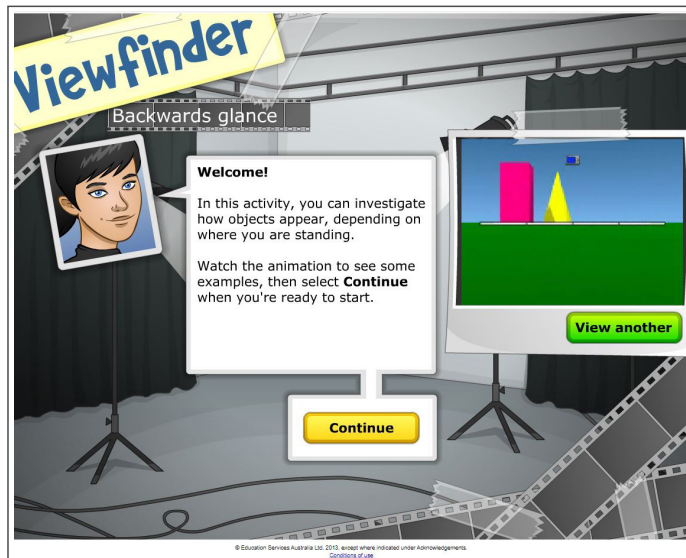 Viewfinder
Backwards glance
Welcome!
In this activity, you can investigate
how objects appear, depending on
where you are standing.
Watch the animation to see some
examples, then select Continue
when you're ready to start.
View another
Continue
© Education Services Australia Ltd, 2013, except where indicated under Acknowledgements.
Conditions of use